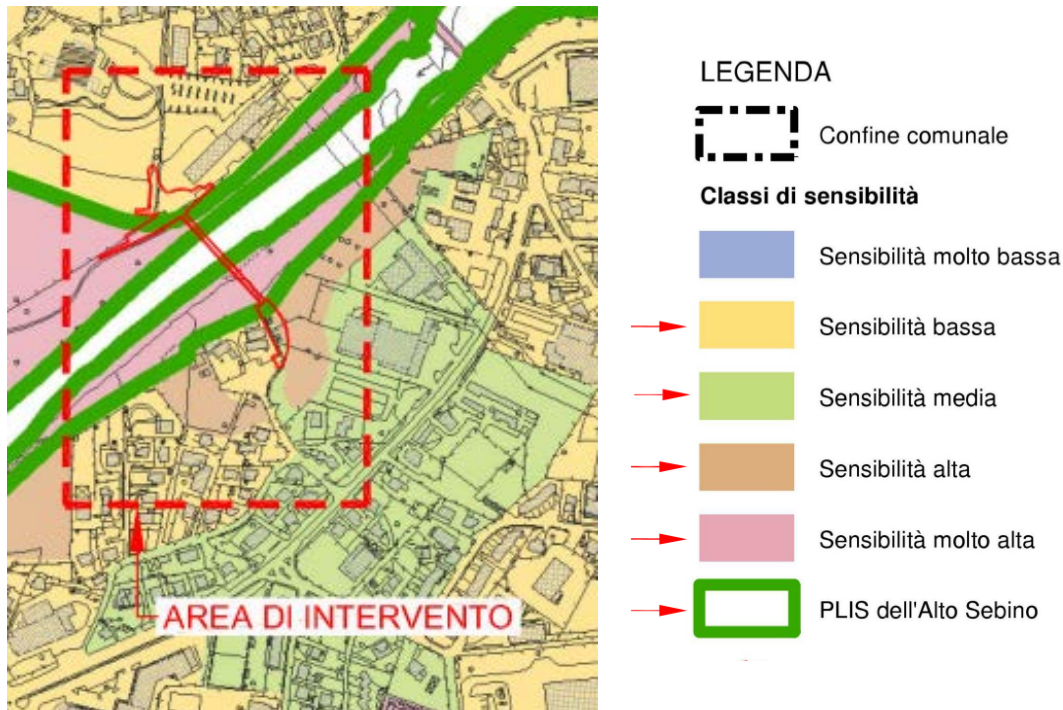 AREA DI INTERVENTO
LEGENDA
Confine comunale
Classi di sensibilità
Sensibilità molto bassa
Sensibilità bassa
Sensibilità media
Sensibilità alta
Sensibilità molto alta
PLIS dell'Alto Sebino